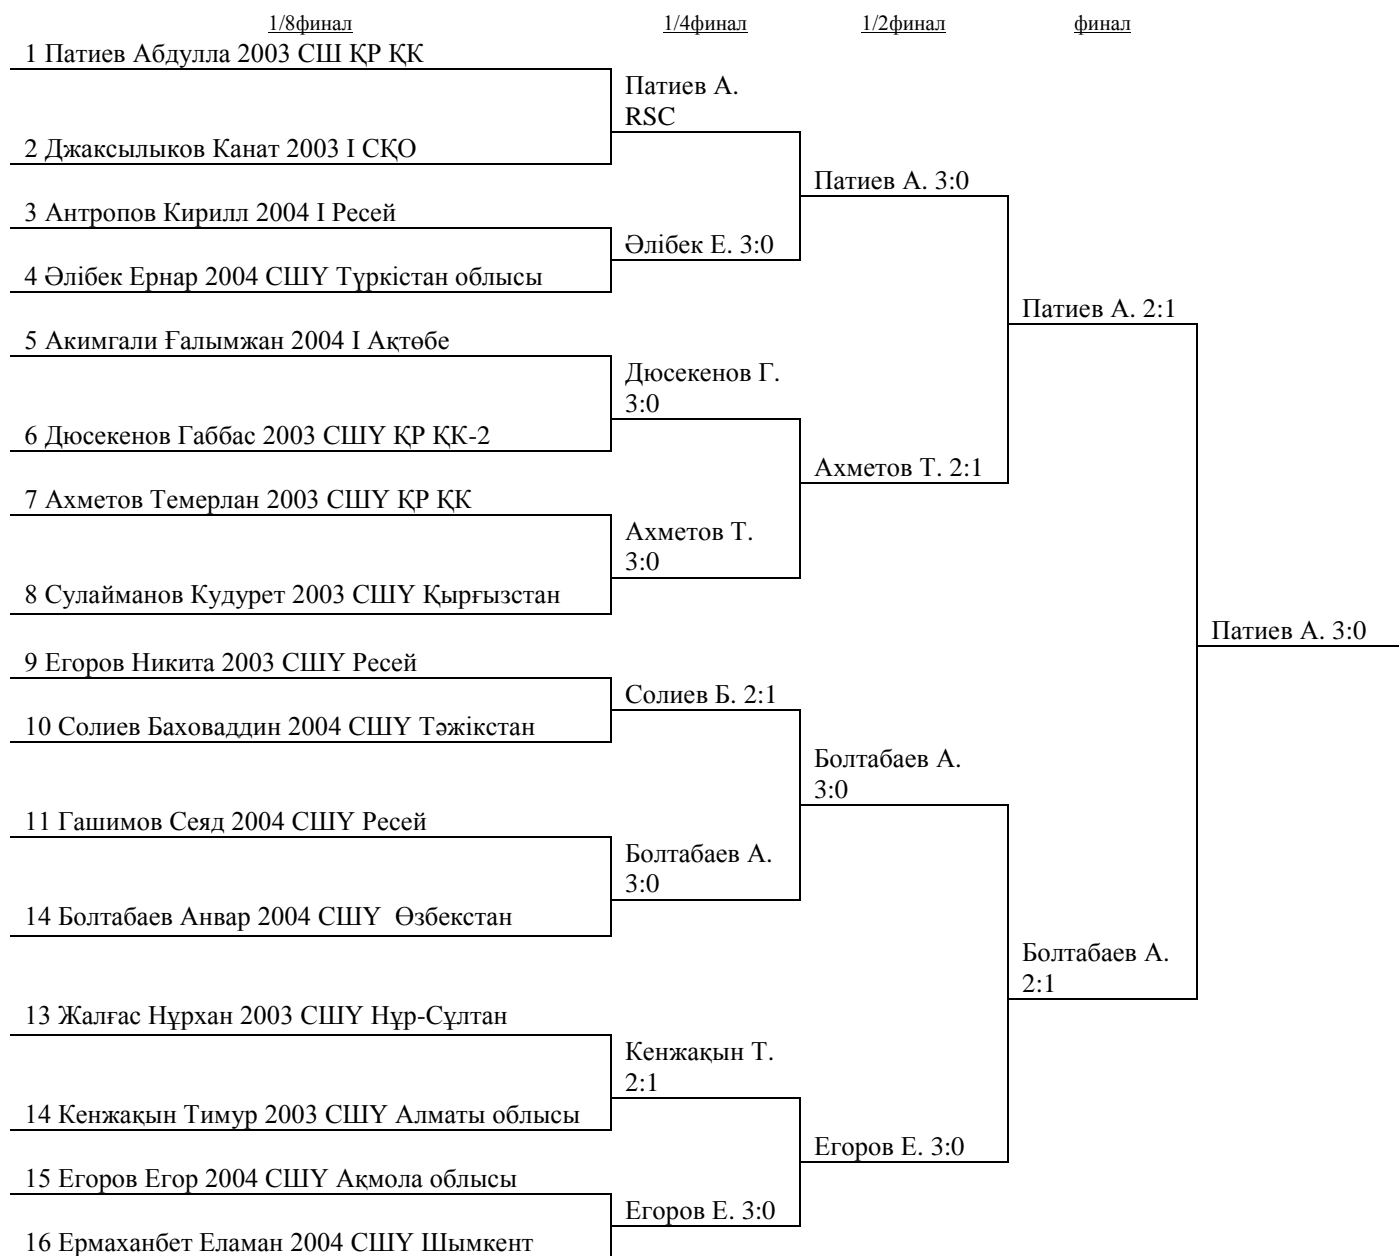 1/8финал
1/4финал
1/2финал
финал
1 Патиев Абдулла 2003 СШ ҚР ҚК
Патиев А.
RSC
2 Джаксылыков Канат 2003 I СҚО
Патиев А. 3:0
3 Антропов Кирилл 2004 I Ресей
Әлібек Е. 3:0
4 Әлібек Ернар 2004 СШҮ Түркістан облысы
Патиев А. 2:1
5 Акимгали Ғалымжан 2004 I Ақтөбе
Дюсекенов Г.
3:0
6 Дюсекенов Габбас 2003 СШҮ ҚР ҚК-2
Ахметов Т. 2:1
7 Ахметов Темерлан 2003 СШҮ ҚР ҚК
Ахметов Т.
3:0
8 Сулайманов Кудурет 2003 СШҮ Қырғызстан
Патиев А. 3:0
9 Егоров Никита 2003 СШҮ Ресей
Солиев Б. 2:1
10 Солиев Баховаддин 2004 СШҮ Тәжікстан
Болтабаев А.
3:0
11 Гашимов Сеяд 2004 СШҮ Ресей
Болтабаев А.
3:0
14 Болтабаев Анвар 2004 СШҮ  Өзбекстан
Болтабаев А.
2:1
13 Жалғас Нұрхан 2003 СШҮ Нұр-Сұлтан
Кенжақын Т.
2:1
14 Кенжақын Тимур 2003 СШҮ Алматы облысы
Егоров Е. 3:0
15 Егоров Егор 2004 СШҮ Ақмола облысы
Егоров Е. 3:0
16 Ермаханбет Еламан 2004 СШҮ Шымкент